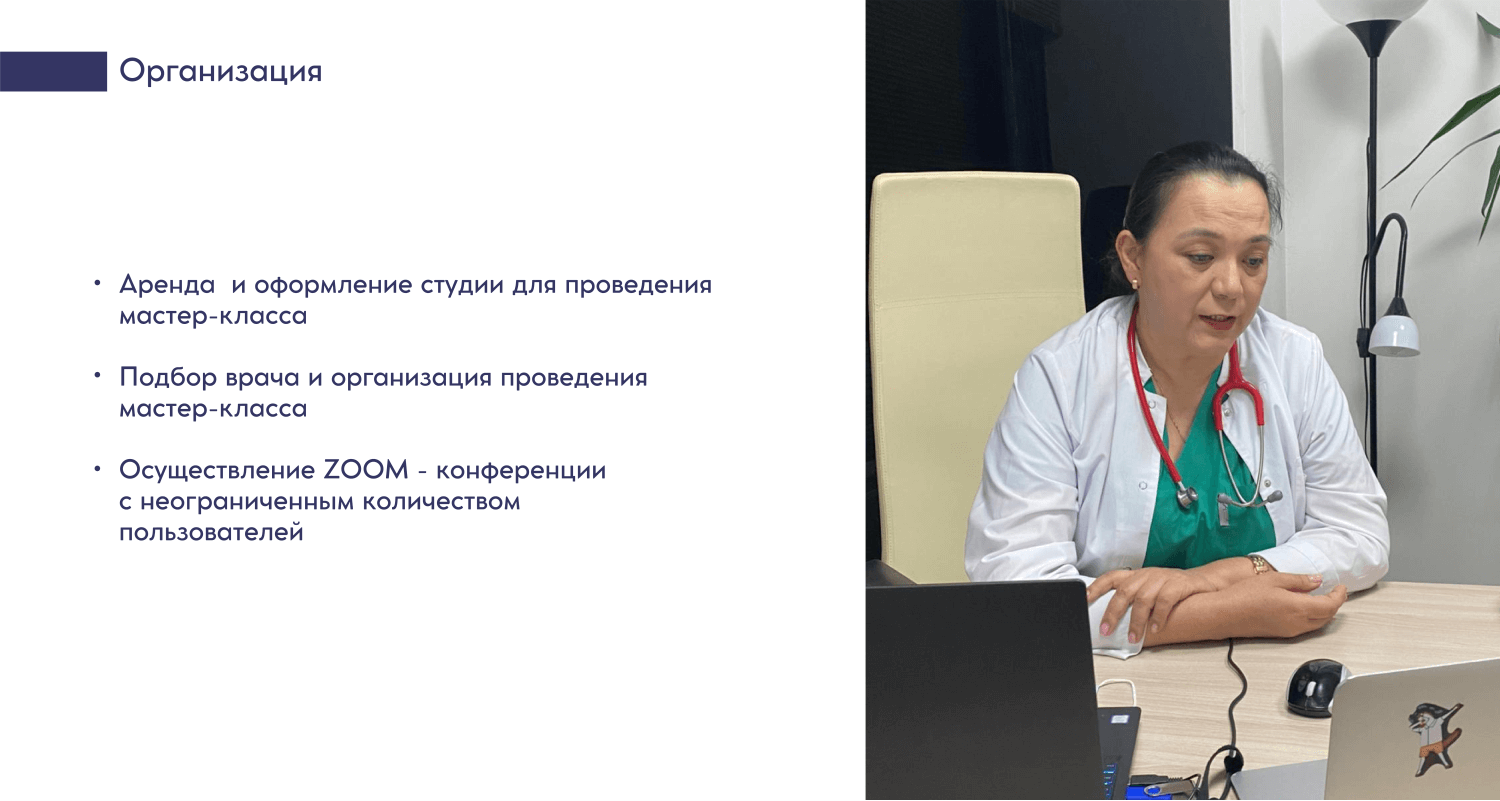 Организация
• Аренда  и оформление студии для проведения
мастер-класса
• Подбор врача и организация проведения
мастер-класса
• Осуществление ZOOM - конференции
с неограниченным количеством
пользователей